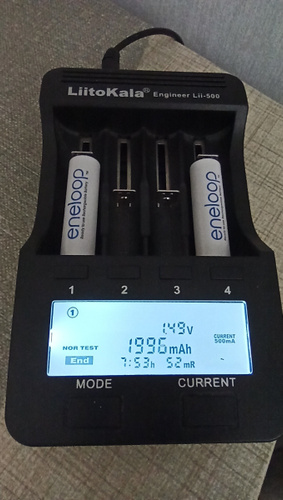 LiitoKala® Engineer Lii-500
eneloop
eneloop
1 2 3 4
1
1.49v
NOR TEST 1996mAh CURRENT 500mA
End 7:53h 52mR
MODE CURRENT